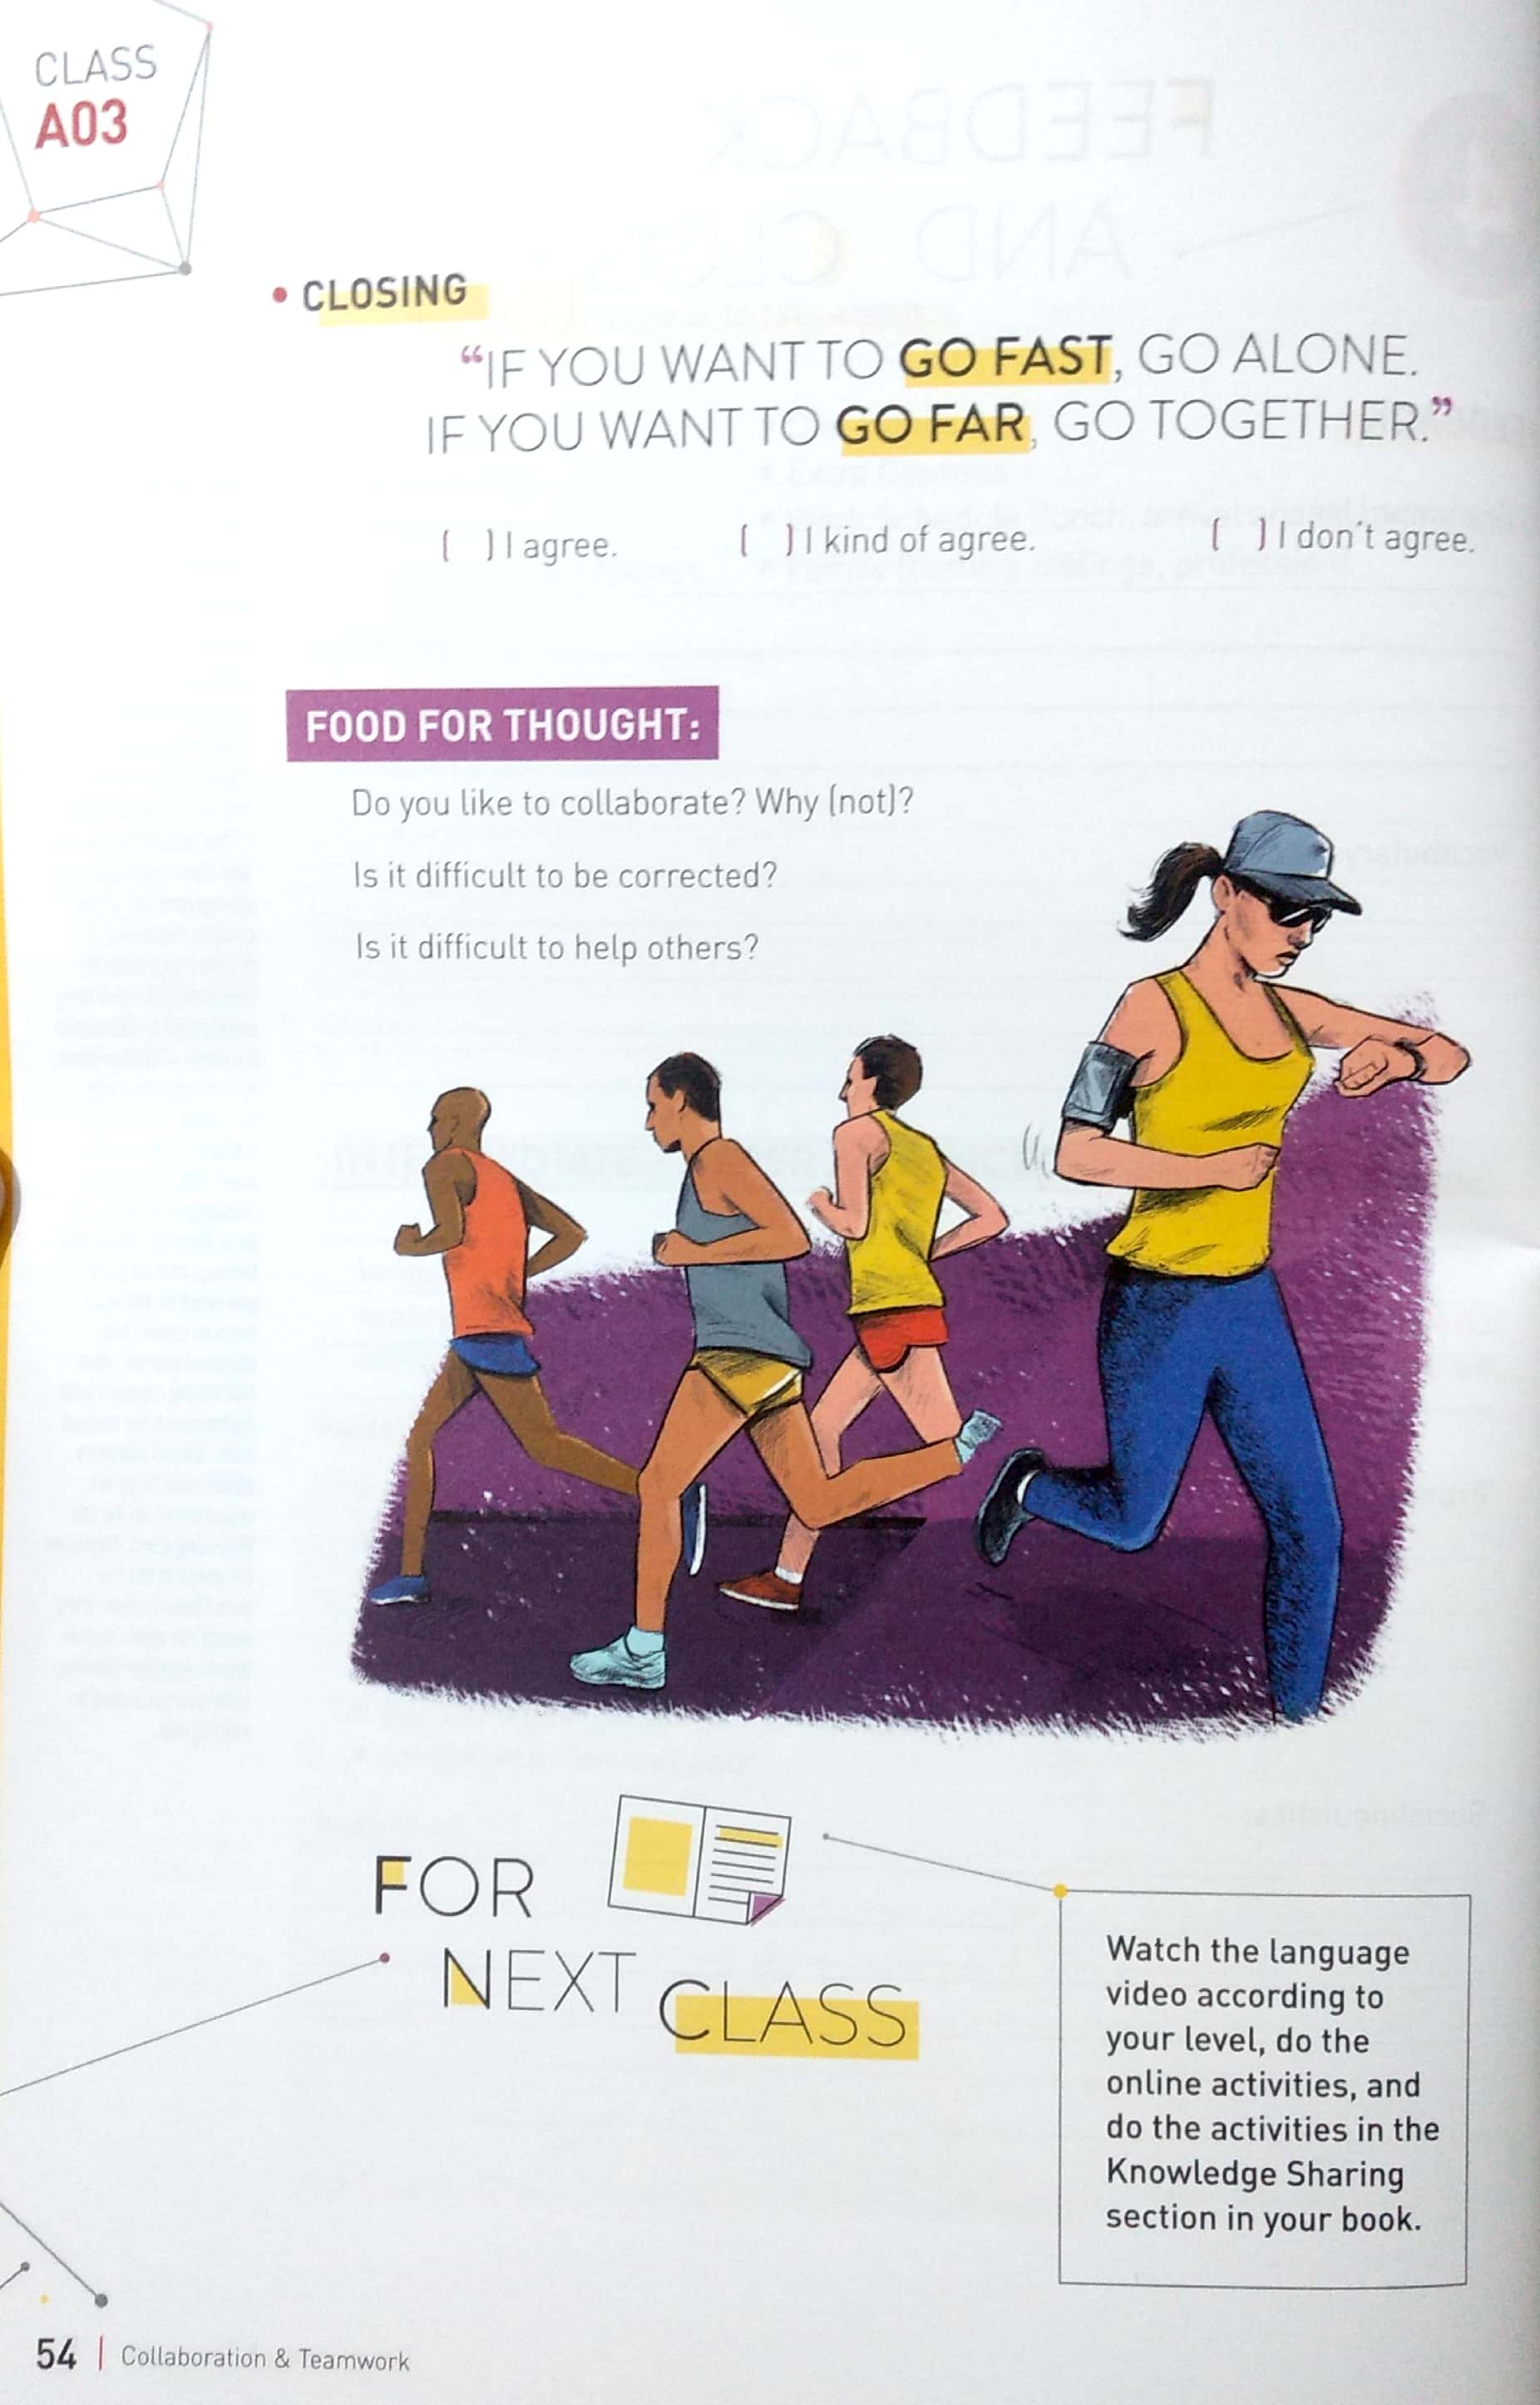 CLASS
A03
• CLOSING
“IF YOU WANT TO GO FAST, GO ALONE.
IF YOU WANT TO GO FAR, GO TOGETHER.”
( ) I agree. ( ) I kind of agree. ( ) I don't agree.
FOOD FOR THOUGHT:
Do you like to collaborate? Why (not)?
Is it difficult to be corrected?
Is it difficult to help others?
FOR
NEXT CLASS
Watch the language
video according to
your level, do the
online activities, and
do the activities in the
Knowledge Sharing
section in your book.
54 | Collaboration & Teamwork